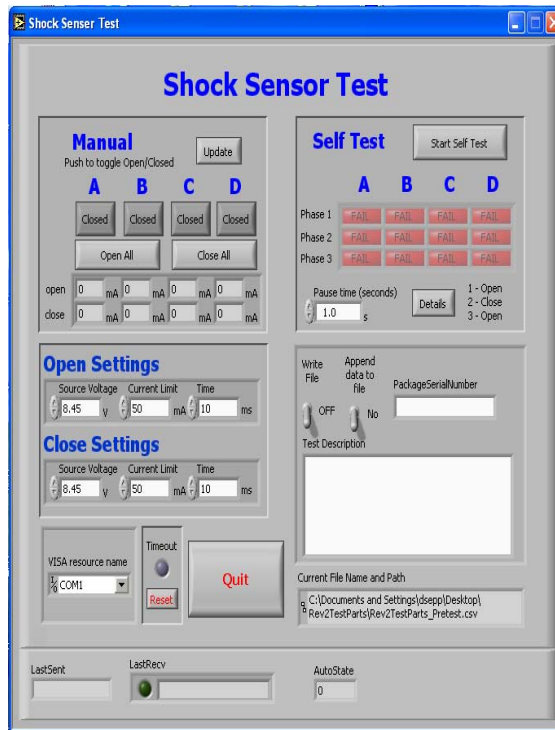 Shock Senser Test
Shock Sensor Test
Manual
Push to toggle Open/Closed
Update
A B C D
Closed Closed Closed Closed
Open All Close All
open 0 mA 0 mA 0 mA 0 mA
close 0 mA 0 mA 0 mA 0 mA
Self Test
Start Self Test
A B C D
Phase 1 FAIL FAIL FAIL FAIL
Phase 2 FAIL FAIL FAIL FAIL
Phase 3 FAIL FAIL FAIL FAIL
Pause time (seconds)
1.0 s
Details
1 - Open
2 - Close
3 - Open
Open Settings
Source Voltage Current Limit Time
8.45 V 50 mA 10 ms
Close Settings
Source Voltage Current Limit Time
8.45 V 50 mA 10 ms
Write
File
OFF
Append
data to
file
No
PackageSerialNumber
Test Description
VISA resource name
COM1
Timeout
Reset
Quit
Current File Name and Path
C:\Documents and Settings\dsepp\Desktop\
Rev2TestParts\Rev2TestParts_Pretest.csv
LastSent
LastRecv
AutoState
0